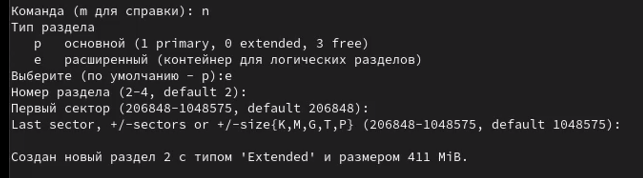 Команда (m для справки): n
Тип раздела
p основной (1 primary, 0 extended, 3 free)
e расширенный (контейнер для логических разделов)
Выберите (по умолчанию - p):e
Номер раздела (2-4, default 2):
Первый сектор (206848-1048575, default 206848):
Last sector, +/-sectors or +/-size{K,M,G,T,P} (206848-1048575, default 1048575):
Создан новый раздел 2 с типом 'Extended' и размером 411 MiB.